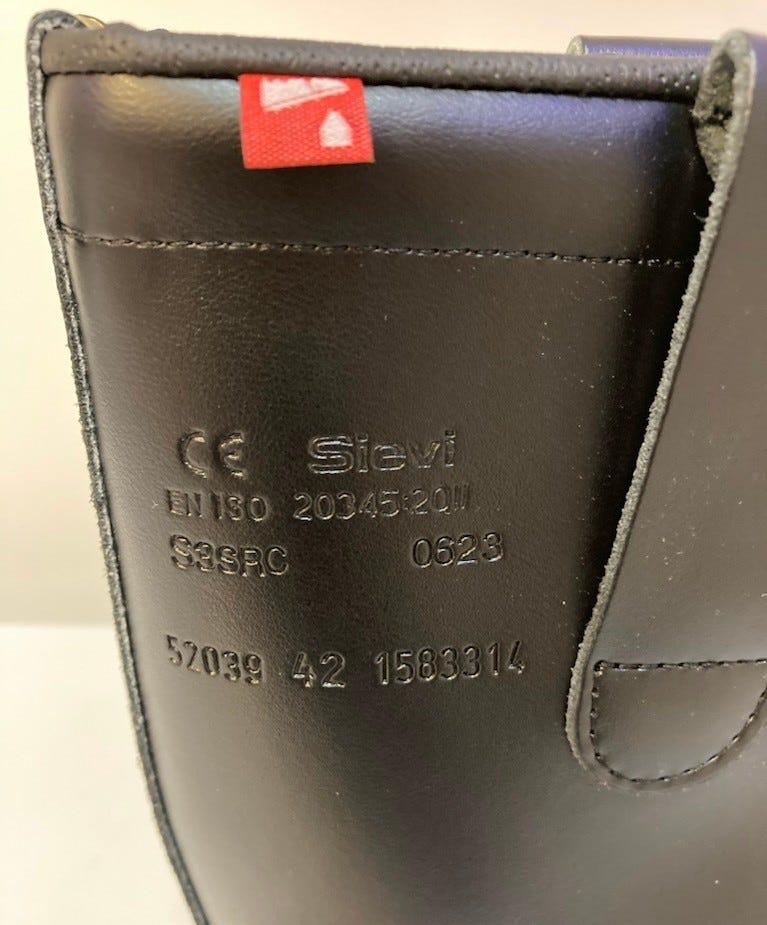 CE Sievi
EN ISO 20345:2011
S3SRC 0623
52039 42 1583314